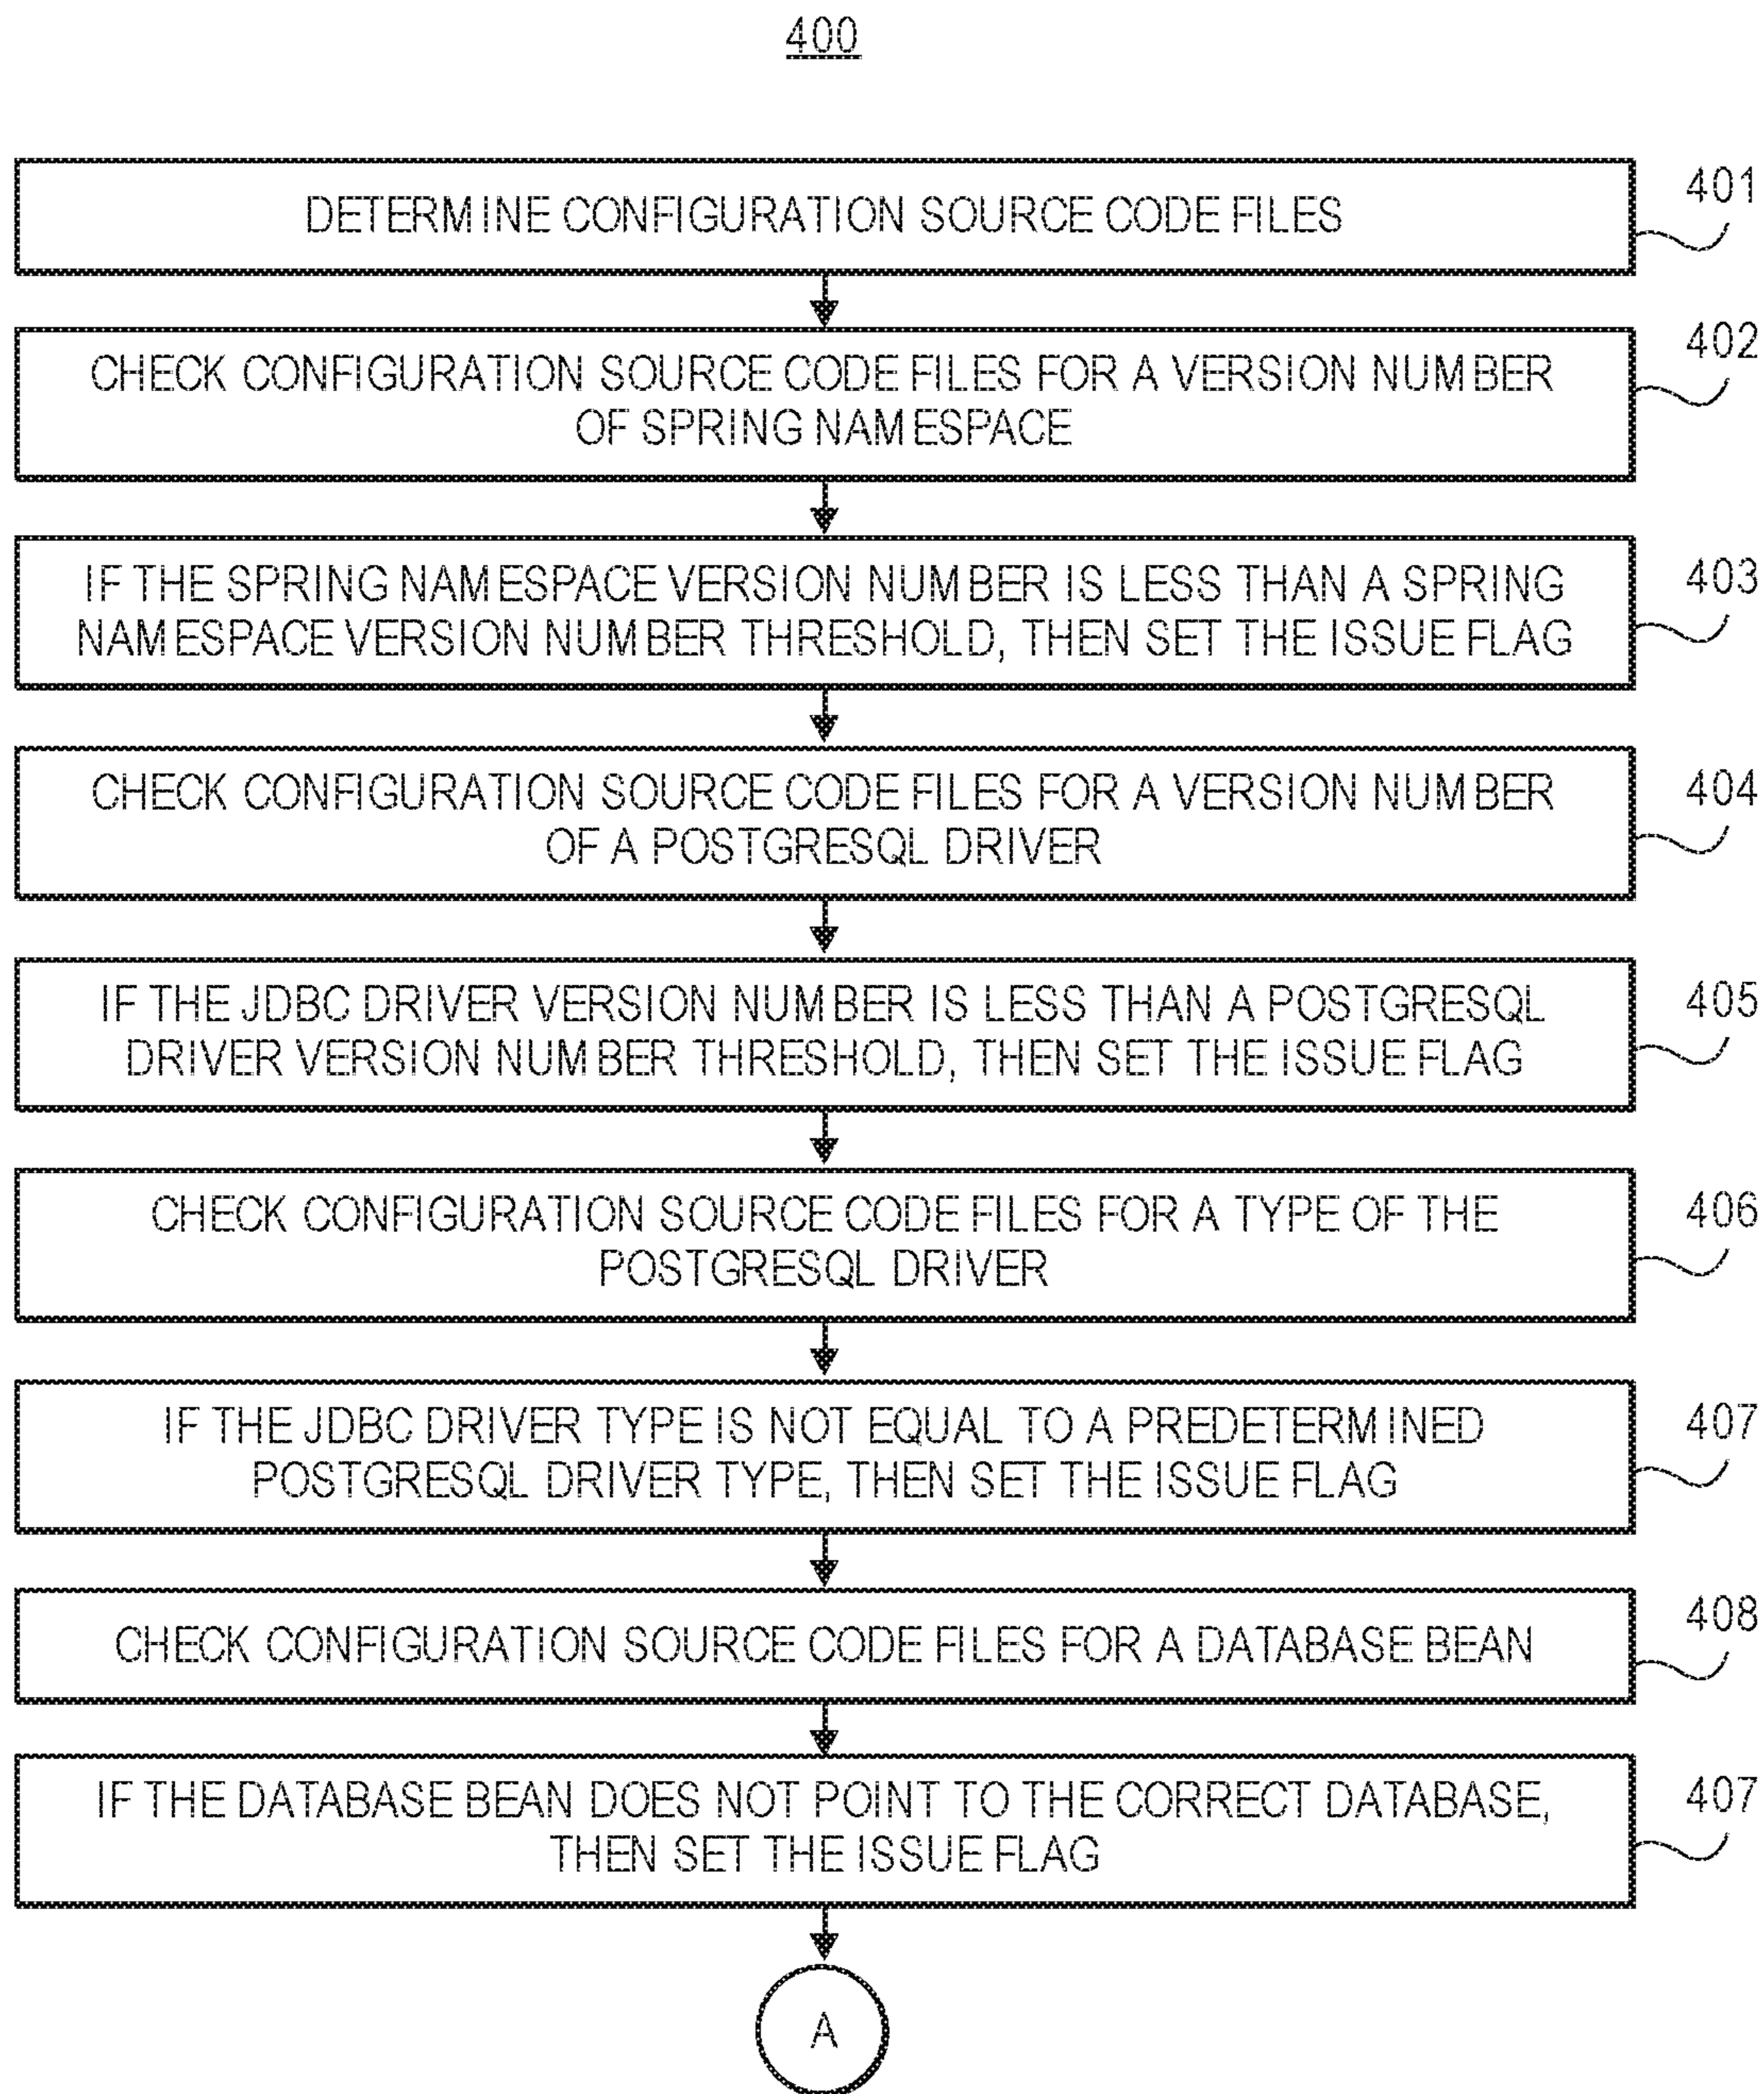 400
DETERMINE CONFIGURATION SOURCE CODE FILES
401
CHECK CONFIGURATION SOURCE CODE FILES FOR A VERSION NUMBER
OF SPRING NAMESPACE
402
IF THE SPRING NAMESPACE VERSION NUMBER IS LESS THAN A SPRING
NAMESPACE VERSION NUMBER THRESHOLD, THEN SET THE ISSUE FLAG
403
CHECK CONFIGURATION SOURCE CODE FILES FOR A VERSION NUMBER
OF A POSTGRESQL DRIVER
404
IF THE JDBC DRIVER VERSION NUMBER IS LESS THAN A POSTGRESQL
DRIVER VERSION NUMBER THRESHOLD, THEN SET THE ISSUE FLAG
405
CHECK CONFIGURATION SOURCE CODE FILES FOR A TYPE OF THE
POSTGRESQL DRIVER
406
IF THE JDBC DRIVER TYPE IS NOT EQUAL TO A PREDETERMINED
POSTGRESQL DRIVER TYPE, THEN SET THE ISSUE FLAG
407
CHECK CONFIGURATION SOURCE CODE FILES FOR A DATABASE BEAN
408
IF THE DATABASE BEAN DOES NOT POINT TO THE CORRECT DATABASE,
THEN SET THE ISSUE FLAG
407
A